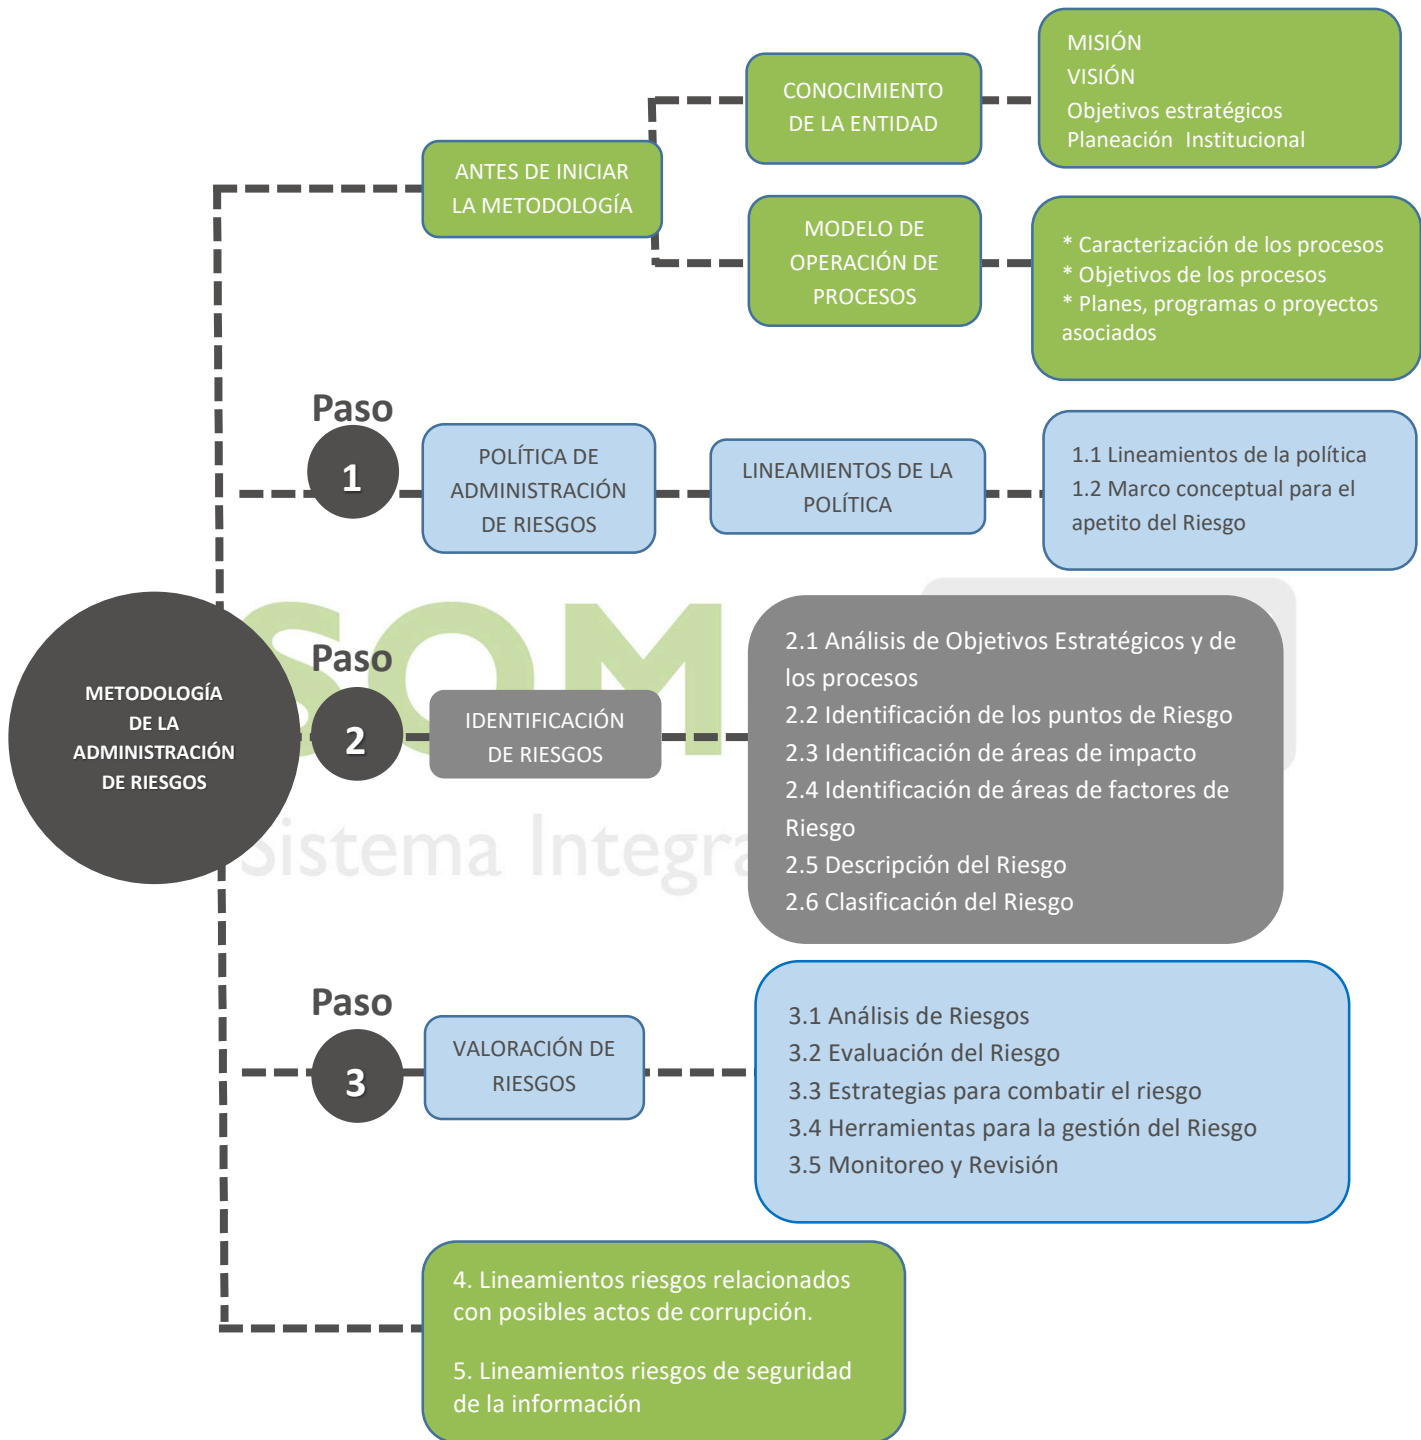 CONOCIMIENTO
DE LA ENTIDAD
MISIÓN
VISIÓN
Objetivos estratégicos
Planeación Institucional
ANTES DE INICIAR
LA METODOLOGÍA
MODELO DE
OPERACIÓN DE
PROCESOS
* Caracterización de los procesos
* Objetivos de los procesos
* Planes, programas o proyectos
asociados
Paso
1
POLÍTICA DE
ADMINISTRACIÓN
DE RIESGOS
LINEAMIENTOS DE LA
POLÍTICA
1.1 Lineamientos de la política
1.2 Marco conceptual para el
apetito del Riesgo
METODOLOGÍA
DE LA
ADMINISTRACIÓN
DE RIESGOS
SOM
Sistema Integra
Paso
2
IDENTIFICACIÓN
DE RIESGOS
2.1 Análisis de Objetivos Estratégicos y de
los procesos
2.2 Identificación de los puntos de Riesgo
2.3 Identificación de áreas de impacto
2.4 Identificación de áreas de factores de
Riesgo
2.5 Descripción del Riesgo
2.6 Clasificación del Riesgo
Paso
3
VALORACIÓN DE
RIESGOS
3.1 Análisis de Riesgos
3.2 Evaluación del Riesgo
3.3 Estrategias para combatir el riesgo
3.4 Herramientas para la gestión del Riesgo
3.5 Monitoreo y Revisión
4. Lineamientos riesgos relacionados
con posibles actos de corrupción.
5. Lineamientos riesgos de seguridad
de la información